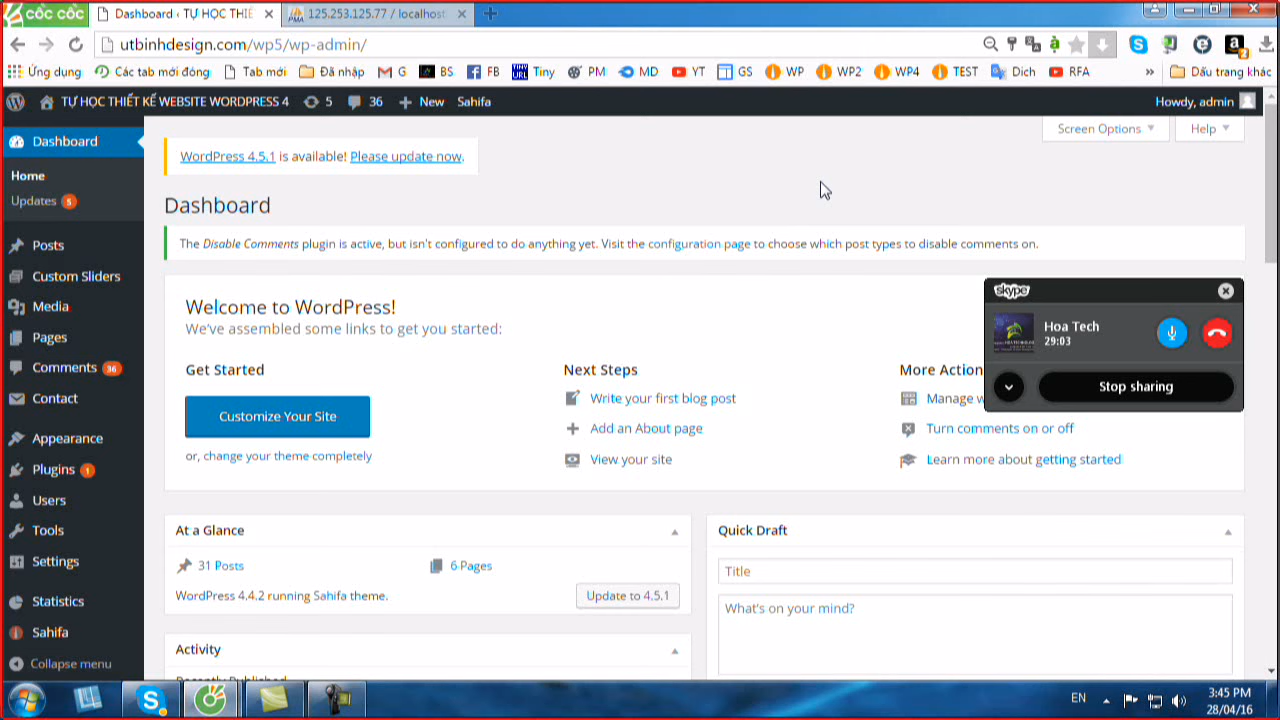 cốc cốc
Dashboard ‹ TỰ HỌC THIẾ
125.253.125.77 / localhost
utbinhdesign.com/wp5/wp-admin/
Ứng dụng
Các tab mới đóng
Tab mới
Đã nhập
G
BS
FB
Tiny
PM
MD
YT
GS
WP
WP2
WP4
TEST
Dich
RFA
»
Dấu trang khác
TỰ HỌC THIẾT KẾ WEBSITE WORDPRESS 4
5
36
New
Sahifa
Howdy, admin
Screen Options
Help
Dashboard
Home
Updates 5
Posts
Custom Sliders
Media
Pages
Comments 36
Contact
Appearance
Plugins 1
Users
Tools
Settings
Statistics
Sahifa
Collapse menu
WordPress 4.5.1 is available! Please update now.
Dashboard
The Disable Comments plugin is active, but isn't configured to do anything yet. Visit the configuration page to choose which post types to disable comments on.
Welcome to WordPress!
We've assembled some links to get you started:
Get Started
Customize Your Site
or, change your theme completely
Next Steps
Write your first blog post
Add an About page
View your site
More Action
Manage w
Turn comments on or off
Learn more about getting started
skype
Hoa Tech
29:03
Stop sharing
At a Glance
31 Posts
6 Pages
WordPress 4.4.2 running Sahifa theme.
Update to 4.5.1
Activity
Recently Published
Quick Draft
Title
What's on your mind?
EN
3:45 PM
28/04/16